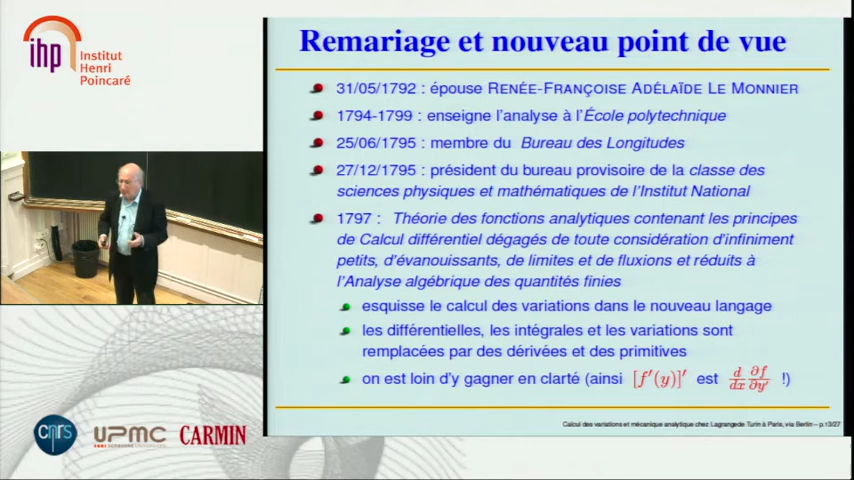 ihp Institut
Henri
Poincaré
Remariage et nouveau point de vue
31/05/1792 : épouse RENÉE-FRANÇOISE ADÉLAÏDE LE MONNIER
1794-1799 : enseigne l'analyse à l'École polytechnique
25/06/1795 : membre du Bureau des Longitudes
27/12/1795 : président du bureau provisoire de la classe des
sciences physiques et mathématiques de l'Institut National
1797 : Théorie des fonctions analytiques contenant les principes
de Calcul différentiel dégagés de toute considération d'infiniment
petits, d'évanouissants, de limites et de fluxions et réduits à
l'Analyse algébrique des quantités finies
esquisse le calcul des variations dans le nouveau langage
les différentielles, les intégrales et les variations sont
remplacées par des dérivées et des primitives
on est loin d'y gagner en clarté (ainsi [f′(y)]′ est d/dx ∂f/∂y′ !)
Calcul des variations et mécanique analytique chez Lagrangede Turin à Paris, via Berlin – p.13/27
cnrs UPMC CARMIN